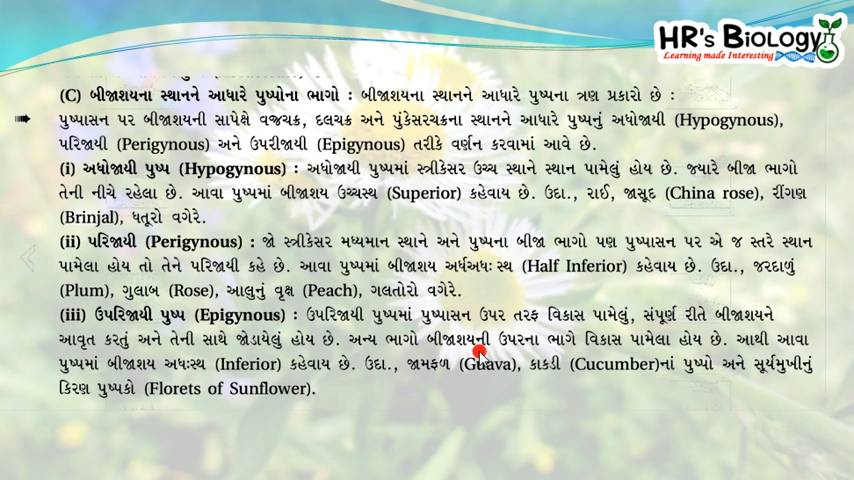 HR's Biology
Learning made Interesting
(C) બીજાશયના સ્થાનને આધારે પુષ્પોના ભાગો : બીજાશયના સ્થાનને આધારે પુષ્પના ત્રણ પ્રકારો છે :
પુષ્પાસન પર બીજાશયની સાપેક્ષે વજ્રચક્ર, દલચક્ર અને પુંકેસરચક્રના સ્થાનને આધારે પુષ્પનું અધોજાયી (Hypogynous),
પરિજાયી (Perigynous) અને ઉપરીજાયી (Epigynous) તરીકે વર્ણન કરવામાં આવે છે.
(i) અધોજાયી પુષ્પ (Hypogynous) : અધોજાયી પુષ્પમાં સ્ત્રીકેસર ઉચ્ચ સ્થાને સ્થાન પામેલું હોય છે. જ્યારે બીજા ભાગો
તેની નીચે રહેલા છે. આવા પુષ્પમાં બીજાશય ઉચ્ચસ્થ (Superior) કહેવાય છે. ઉદા., રાઈ, જાસૂદ (China rose), રીંગણ
(Brinjal), ધતૂરો વગેરે.
(ii) પરિજાયી (Perigynous) : જો સ્ત્રીકેસર મધ્યમાન સ્થાને અને પુષ્પના બીજા ભાગો પણ પુષ્પાસન પર એ જ સ્તરે સ્થાન
પામેલા હોય તો તેને પરિજાયી કહે છે. આવા પુષ્પમાં બીજાશય અર્ધઅધઃસ્થ (Half Inferior) કહેવાય છે. ઉદા., જરદાળું
(Plum), ગુલાબ (Rose), આલુનું વૃક્ષ (Peach), ગલતોરો વગેરે.
(iii) ઉપરિજાયી પુષ્પ (Epigynous) : ઉપરિજાયી પુષ્પમાં પુષ્પાસન ઉપર તરફ વિકાસ પામેલું, સંપૂર્ણ રીતે બીજાશયને
આવૃત કરતું અને તેની સાથે જોડાયેલું હોય છે. અન્ય ભાગો બીજાશયની ઉપરના ભાગે વિકાસ પામેલા હોય છે. આથી આવા
પુષ્પમાં બીજાશય અધઃસ્થ (Inferior) કહેવાય છે. ઉદા., જામફળ (Guava), કાકડી (Cucumber)નાં પુષ્પો અને સૂર્યમુખીનું
કિરણ પુષ્પકો (Florets of Sunflower).